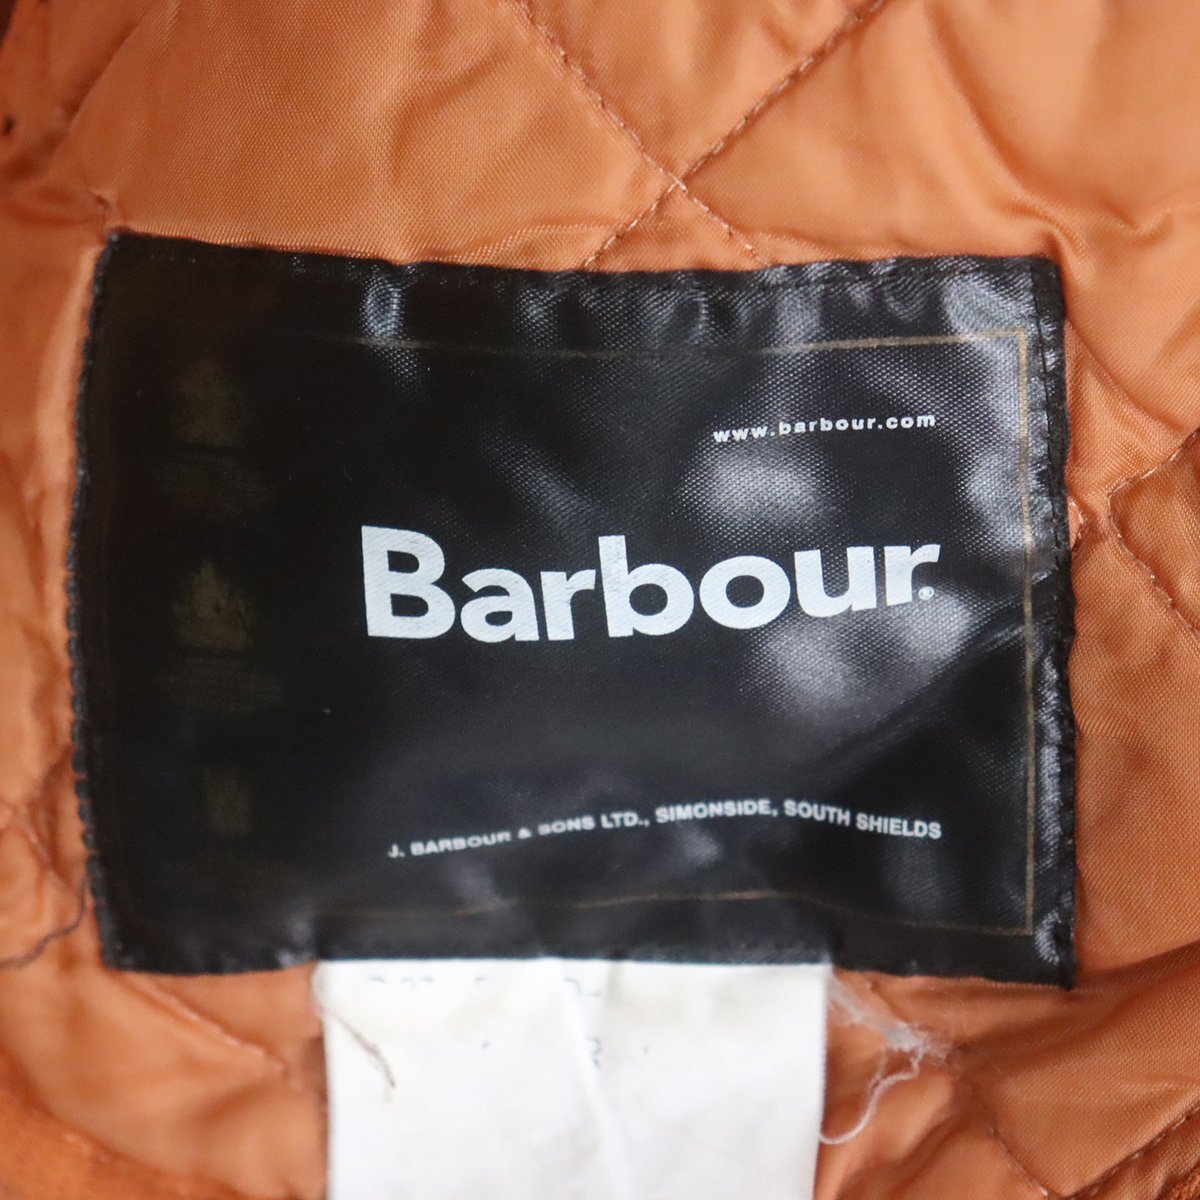 www.barbour.com
Barbour®
J. BARBOUR & SONS LTD., SIMONSIDE, SOUTH SHIELDS